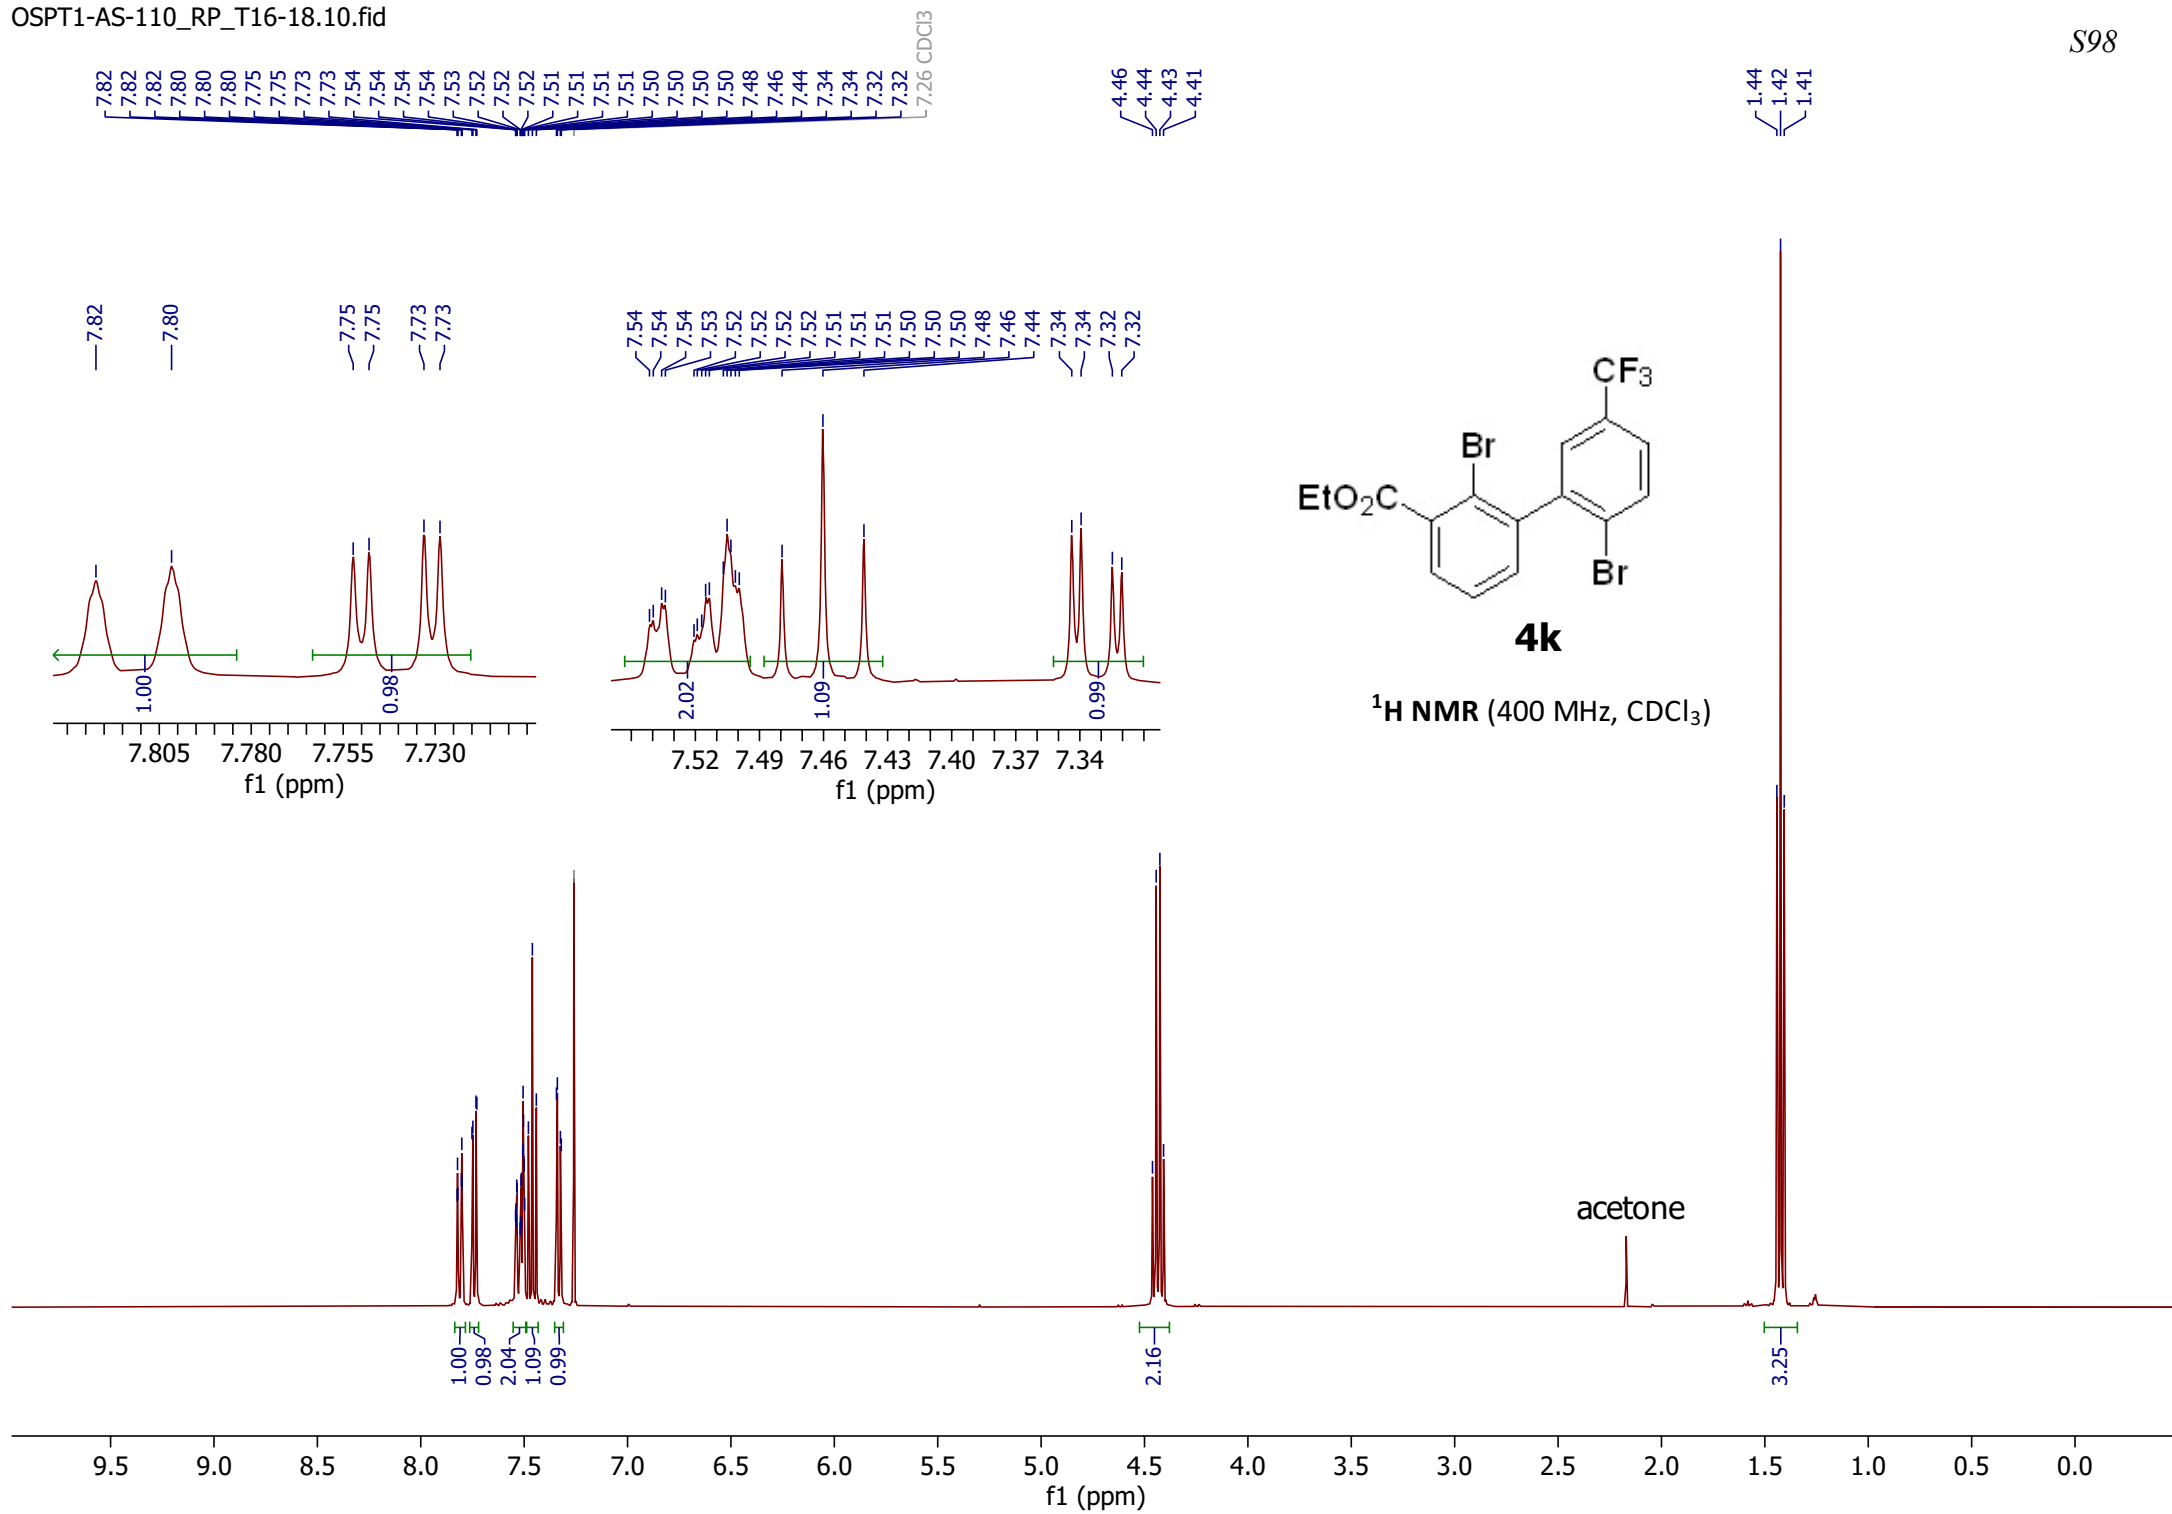 OSPT1-AS-110_RP_T16-18.10.fid
S98
7.82 7.82 7.82 7.80 7.80 7.80 7.75 7.75 7.73 7.73 7.54 7.54 7.54 7.54 7.53 7.52 7.52 7.52 7.51 7.51 7.51 7.51 7.50 7.50 7.50 7.50 7.48 7.46 7.44 7.34 7.34 7.32 7.32 7.26 CDCl3
4.46 4.44 4.43 4.41
1.44 1.42 1.41
7.82 7.80 7.75 7.75 7.73 7.73
1.00 0.98
7.805 7.780 7.755 7.730
f1 (ppm)
7.54 7.54 7.54 7.53 7.52 7.52 7.52 7.52 7.51 7.51 7.51 7.50 7.50 7.50 7.48 7.46 7.44 7.34 7.34 7.32 7.32
2.02 1.09 0.99
7.52 7.49 7.46 7.43 7.40 7.37 7.34
f1 (ppm)
CF3
Br
EtO2C
Br
4k
1H NMR (400 MHz, CDCl3)
acetone
1.00 0.98 2.04 1.09 0.99 2.16 3.25
9.5 9.0 8.5 8.0 7.5 7.0 6.5 6.0 5.5 5.0 4.5 4.0 3.5 3.0 2.5 2.0 1.5 1.0 0.5 0.0
f1 (ppm)